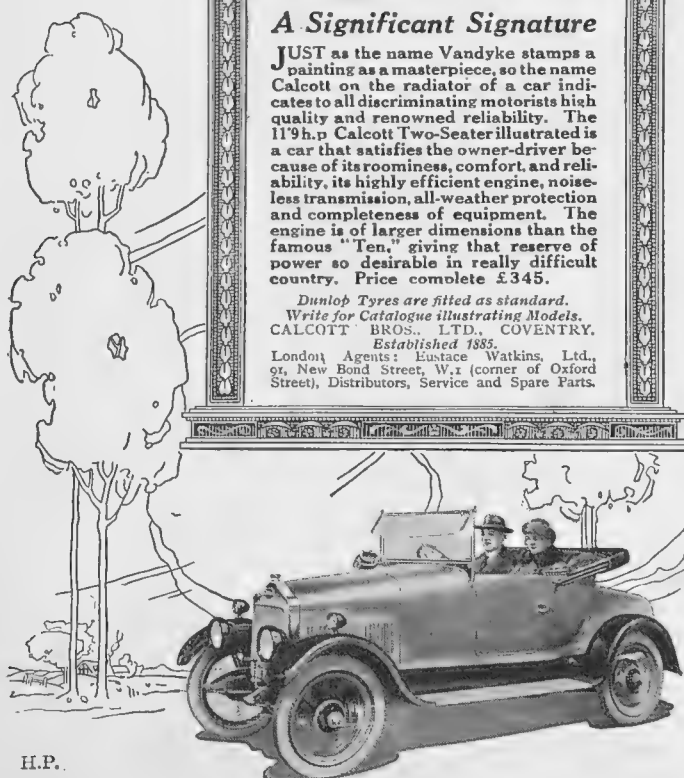 A Significant Signature
JUST as the name Vandyke stamps a
painting as a masterpiece, so the name
Calcott on the radiator of a car indi-
cates to all discriminating motorists high
quality and renowned reliability. The
11'9 h.p Calcott Two-Seater illustrated is
a car that satisfies the owner-driver be-
cause of its roominess, comfort, and reli-
ability, its highly efficient engine, noise-
less transmission, all-weather protection
and completeness of equipment. The
engine is of larger dimensions than the
famous "Ten," giving that reserve of
power so desirable in really difficult
country. Price complete £345.
Dunlop Tyres are fitted as standard.
Write for Catalogue illustrating Models.
CALCOTT BROS., LTD., COVENTRY.
Established 1885.
London Agents: Eustace Watkins, Ltd.,
91, New Bond Street, W.1 (corner of Oxford
Street), Distributors, Service and Spare Parts.
H.P.